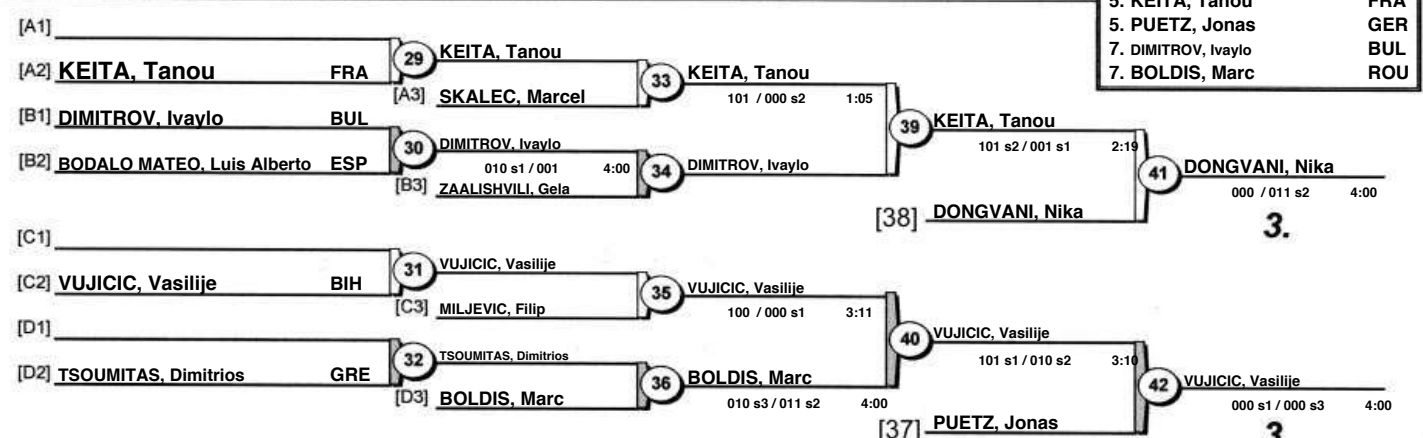 5. KEITA, Tanou FRA
5. PUETZ, Jonas GER
7. DIMITROV, Ivaylo BUL
7. BOLDIS, Marc ROU
[A1]
[A2] KEITA, Tanou FRA
29
KEITA, Tanou
[A3] SKALEC, Marcel
33
KEITA, Tanou
101 / 000 s2 1:05
[B1] DIMITROV, Ivaylo BUL
[B2] BODALO MATEO, Luis Alberto ESP
30
DIMITROV, Ivaylo
010 s1 / 001 4:00
[B3] ZAALISHVILI, Gela
34
DIMITROV, Ivaylo
39
KEITA, Tanou
101 s2 / 001 s1 2:19
[38] DONGVANI, Nika
41
DONGVANI, Nika
000 / 011 s2 4:00
3.
[C1]
[C2] VUJICIC, Vasilije BIH
31
VUJICIC, Vasilije
[C3] MILJEVIC, Filip
35
VUJICIC, Vasilije
100 / 000 s1 3:11
[D1]
[D2] TSOUMITAS, Dimitrios GRE
32
TSOUMITAS, Dimitrios
[D3] BOLDIS, Marc
36
BOLDIS, Marc
010 s3 / 011 s2 4:00
40
VUJICIC, Vasilije
101 s1 / 010 s2 3:10
[37] PUETZ, Jonas
42
VUJICIC, Vasilije
000 s1 / 000 s3 4:00
3.